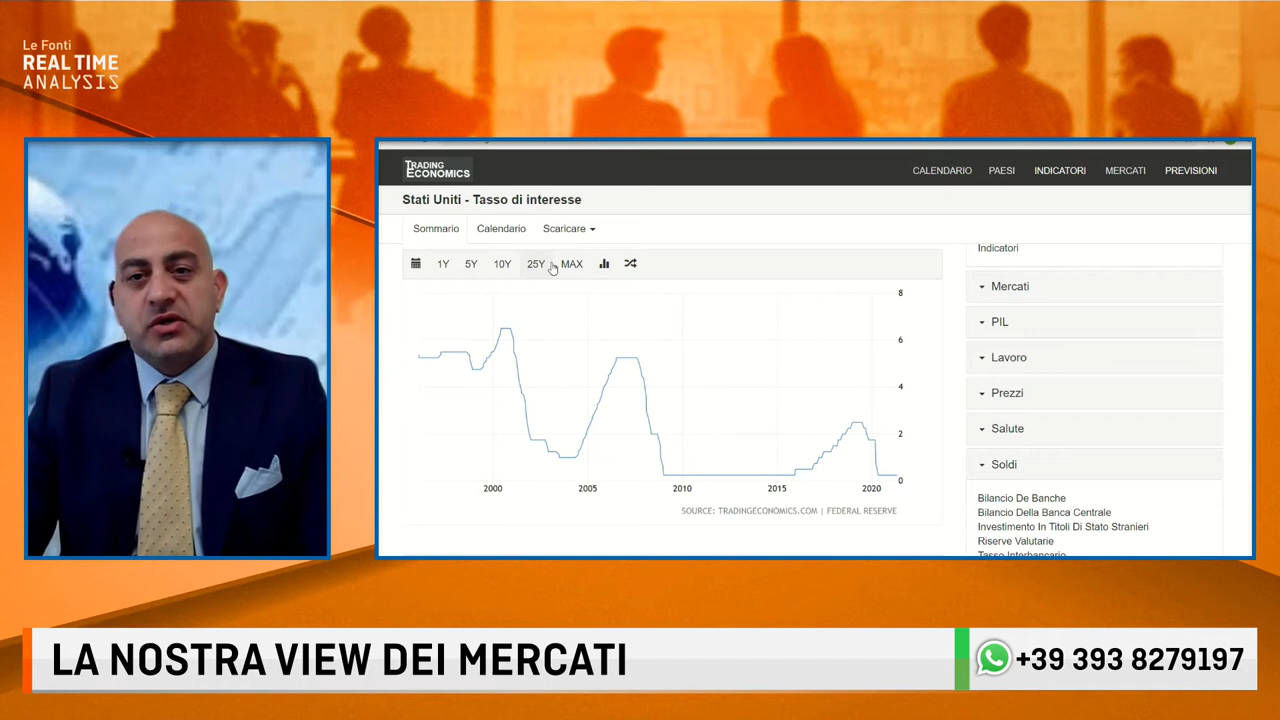 Le Fonti
REAL TIME
ANALYSIS
TRADING
ECONOMICS
CALENDARIO PAESI INDICATORI MERCATI PREVISIONI
Stati Uniti - Tasso di interesse
Sommario Calendario Scaricare
1Y 5Y 10Y 25Y MAX
8
6
4
2
0
2000 2005 2010 2015 2020
SOURCE: TRADINGECONOMICS.COM | FEDERAL RESERVE
Indicatori
Mercati
PIL
Lavoro
Prezzi
Salute
Soldi
Bilancio De Banche
Bilancio Della Banca Centrale
Investimento In Titoli Di Stato Stranieri
Riserve Valutarie
Tasso Interbancario
LA NOSTRA VIEW DEI MERCATI
+39 393 8279197